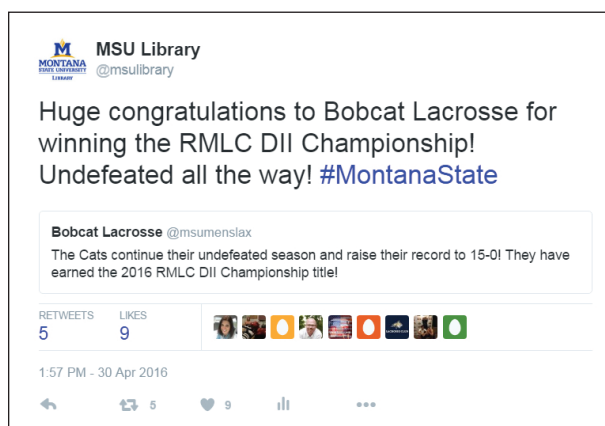 M
MONTANA
STATE UNIVERSITY
LIBRARY
MSU Library
@msulibrary
Huge congratulations to Bobcat Lacrosse for
winning the RMLC DII Championship!
Undefeated all the way! #MontanaState
Bobcat Lacrosse @msumenslax
The Cats continue their undefeated season and raise their record to 15-0! They have
earned the 2016 RMLC DII Championship title!
RETWEETS LIKES
5 9
1:57 PM - 30 Apr 2016
5 9